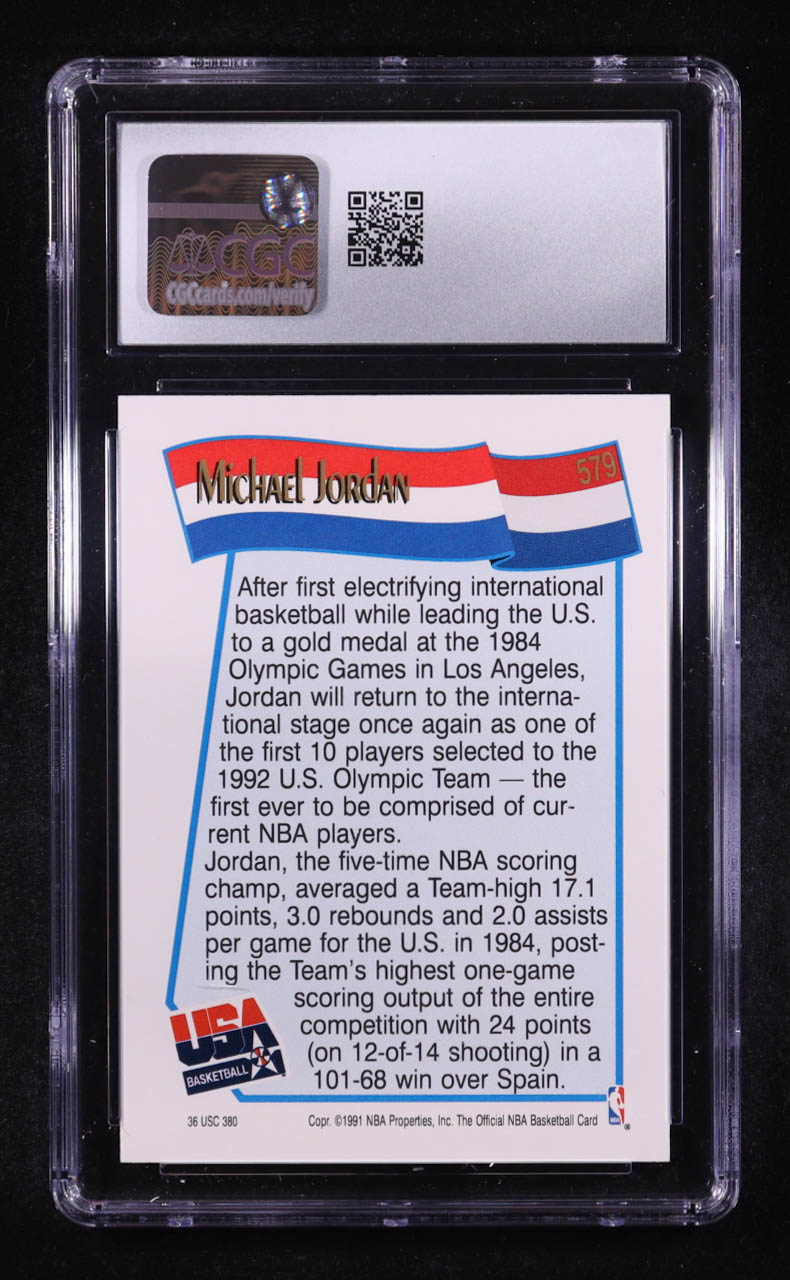 CGC
CGCcards.com/verify
Michael Jordan
579
After first electrifying international
basketball while leading the U.S.
to a gold medal at the 1984
Olympic Games in Los Angeles,
Jordan will return to the interna-
tional stage once again as one of
the first 10 players selected to the
1992 U.S. Olympic Team — the
first ever to be comprised of cur-
rent NBA players.
Jordan, the five-time NBA scoring
champ, averaged a Team-high 17.1
points, 3.0 rebounds and 2.0 assists
per game for the U.S. in 1984, post-
ing the Team's highest one-game
scoring output of the entire
competition with 24 points
(on 12-of-14 shooting) in a
101-68 win over Spain.
USA
BASKETBALL
36 USC 380
Copr. ©1991 NBA Properties, Inc. The Official NBA Basketball Card
NBA
®